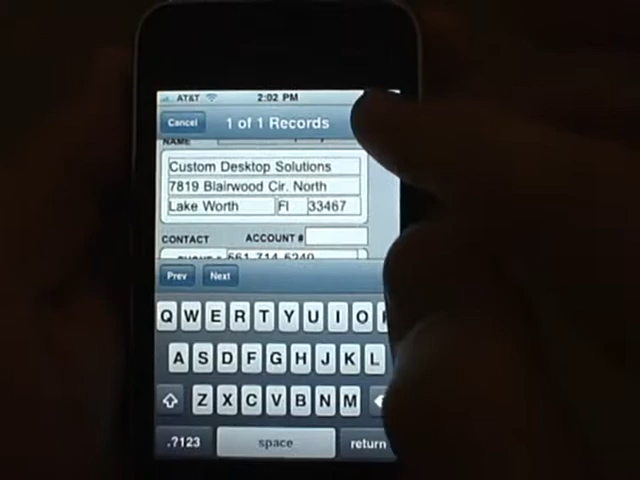 AT&T 2:02 PM
Cancel 1 of 1 Records
NAME
Custom Desktop Solutions
7819 Blairwood Cir. North
Lake Worth Fl 33467
CONTACT ACCOUNT #
561 714 5240
Prev Next
Q W E R T Y U I O
A S D F G H J K L
Z X C V B N M
.?123 space return